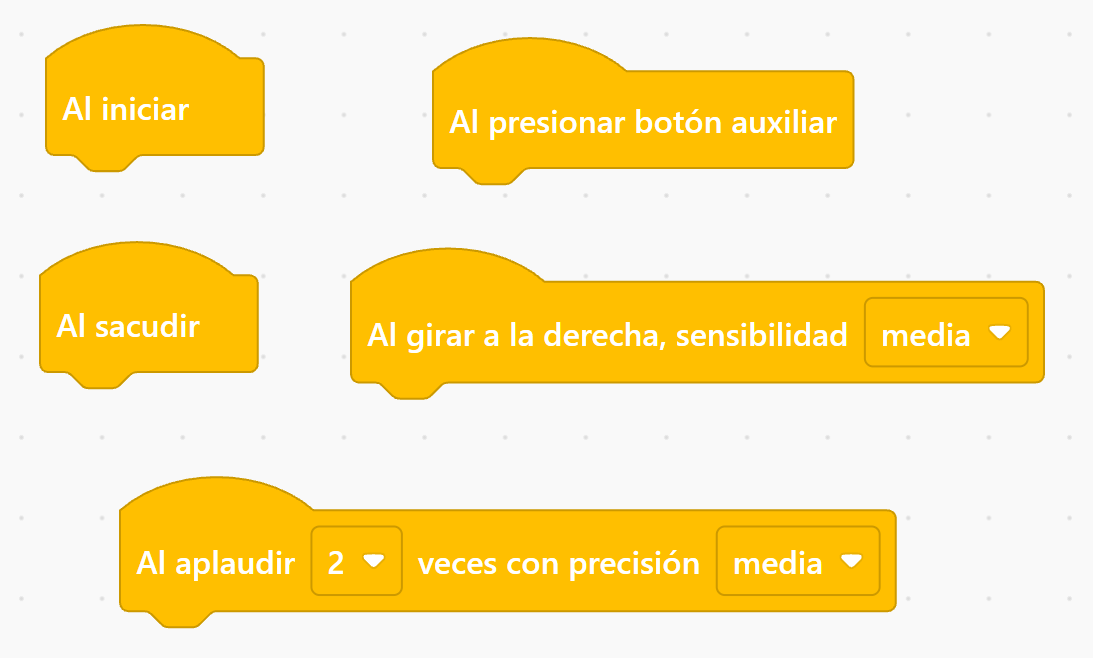 Al iniciar
Al presionar botón auxiliar
Al sacudir
Al girar a la derecha, sensibilidad media
Al aplaudir 2 veces con precisión media